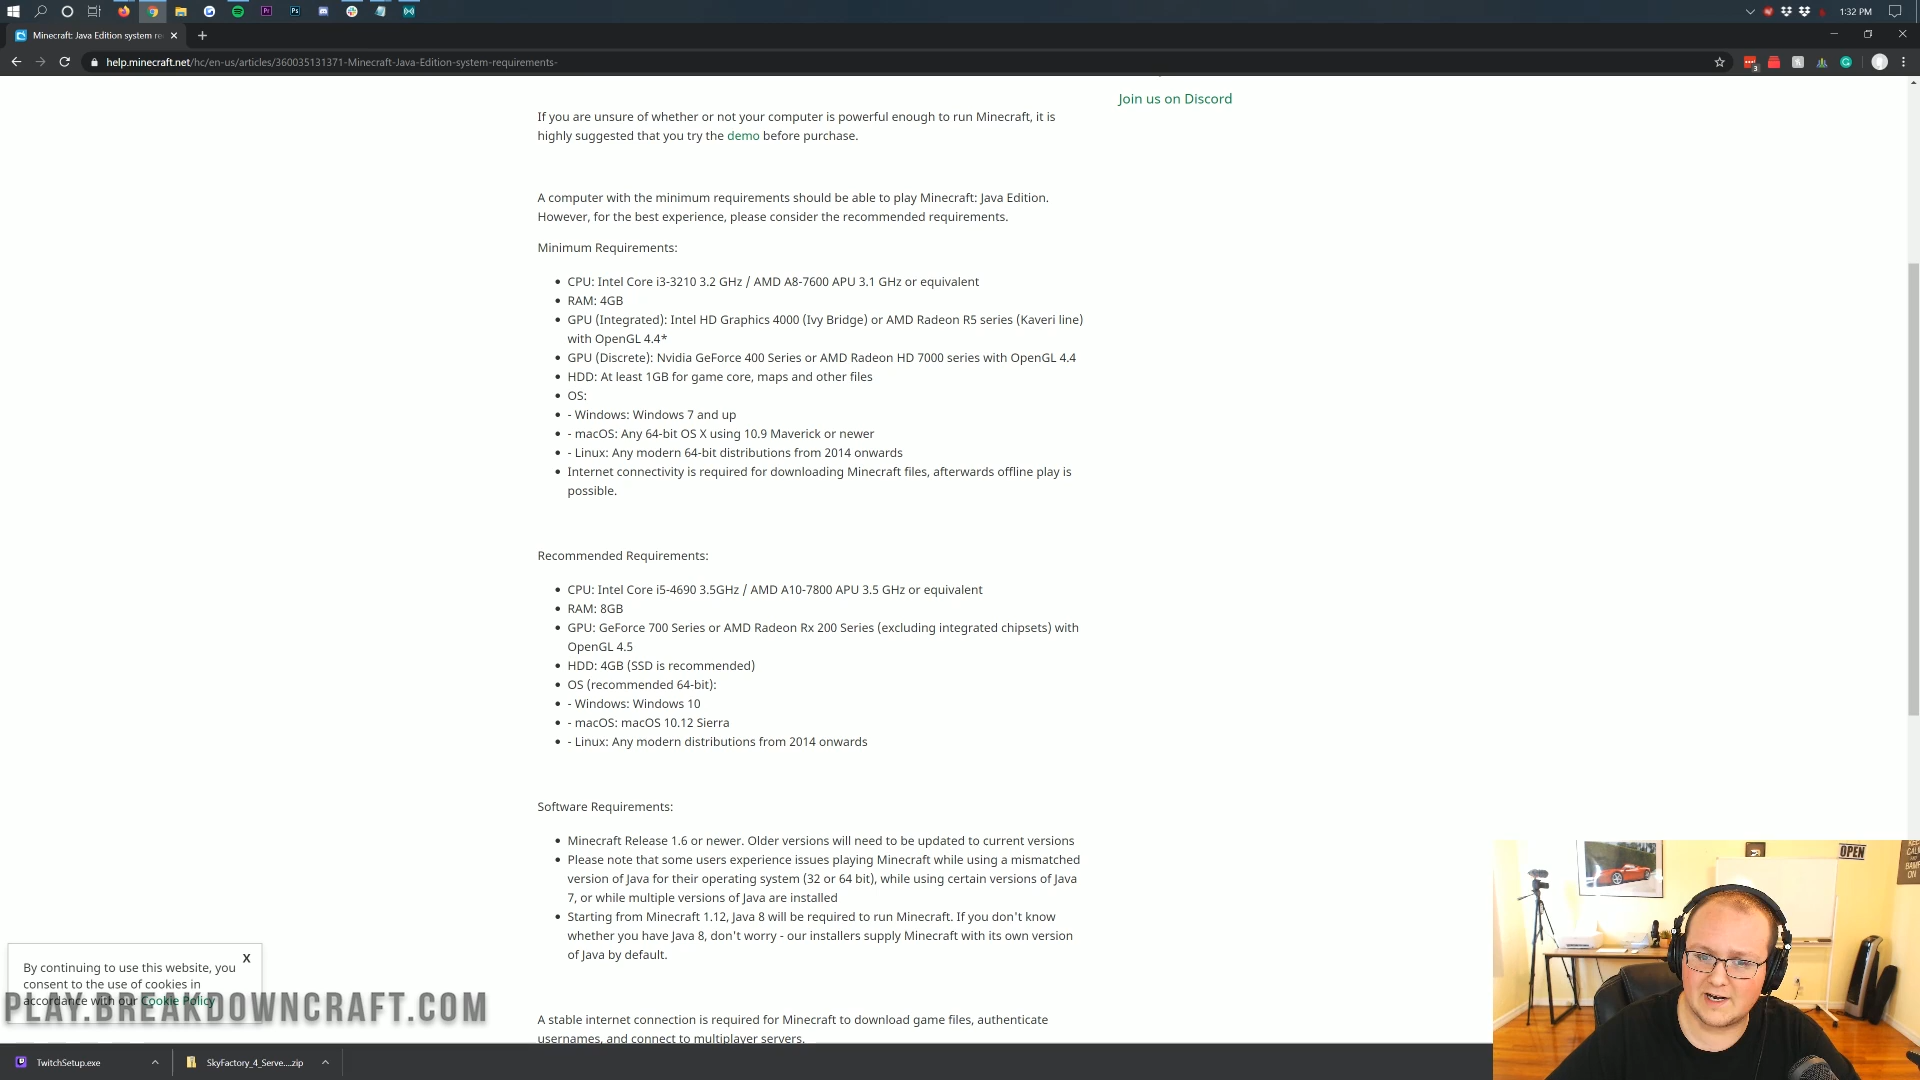 1:32 PM
Minecraft: Java Edition system re
help.minecraft.net/hc/en-us/articles/360035131371-Minecraft-Java-Edition-system-requirements-
3
Join us on Discord
If you are unsure of whether or not your computer is powerful enough to run Minecraft, it is
highly suggested that you try the demo before purchase.
A computer with the minimum requirements should be able to play Minecraft: Java Edition.
However, for the best experience, please consider the recommended requirements.
Minimum Requirements:
CPU: Intel Core i3-3210 3.2 GHz / AMD A8-7600 APU 3.1 GHz or equivalent
RAM: 4GB
GPU (Integrated): Intel HD Graphics 4000 (Ivy Bridge) or AMD Radeon R5 series (Kaveri line)
with OpenGL 4.4*
GPU (Discrete): Nvidia GeForce 400 Series or AMD Radeon HD 7000 series with OpenGL 4.4
HDD: At least 1GB for game core, maps and other files
OS:
- Windows: Windows 7 and up
- macOS: Any 64-bit OS X using 10.9 Maverick or newer
- Linux: Any modern 64-bit distributions from 2014 onwards
Internet connectivity is required for downloading Minecraft files, afterwards offline play is
possible.
Recommended Requirements:
CPU: Intel Core i5-4690 3.5GHz / AMD A10-7800 APU 3.5 GHz or equivalent
RAM: 8GB
GPU: GeForce 700 Series or AMD Radeon Rx 200 Series (excluding integrated chipsets) with
OpenGL 4.5
HDD: 4GB (SSD is recommended)
OS (recommended 64-bit):
- Windows: Windows 10
- macOS: macOS 10.12 Sierra
- Linux: Any modern distributions from 2014 onwards
Software Requirements:
Minecraft Release 1.6 or newer. Older versions will need to be updated to current versions
Please note that some users experience issues playing Minecraft while using a mismatched
version of Java for their operating system (32 or 64 bit), while using certain versions of Java
7, or while multiple versions of Java are installed
Starting from Minecraft 1.12, Java 8 will be required to run Minecraft. If you don't know
whether you have Java 8, don't worry - our installers supply Minecraft with its own version
of Java by default.
A stable internet connection is required for Minecraft to download game files, authenticate
usernames, and connect to multiplayer servers.
By continuing to use this website, you X
consent to the use of cookies in
accordance with our Cookie Policy
PLAY.BREAKDOWNCRAFT.COM
TwitchSetup.exe
SkyFactory_4_Serve....zip
OPEN